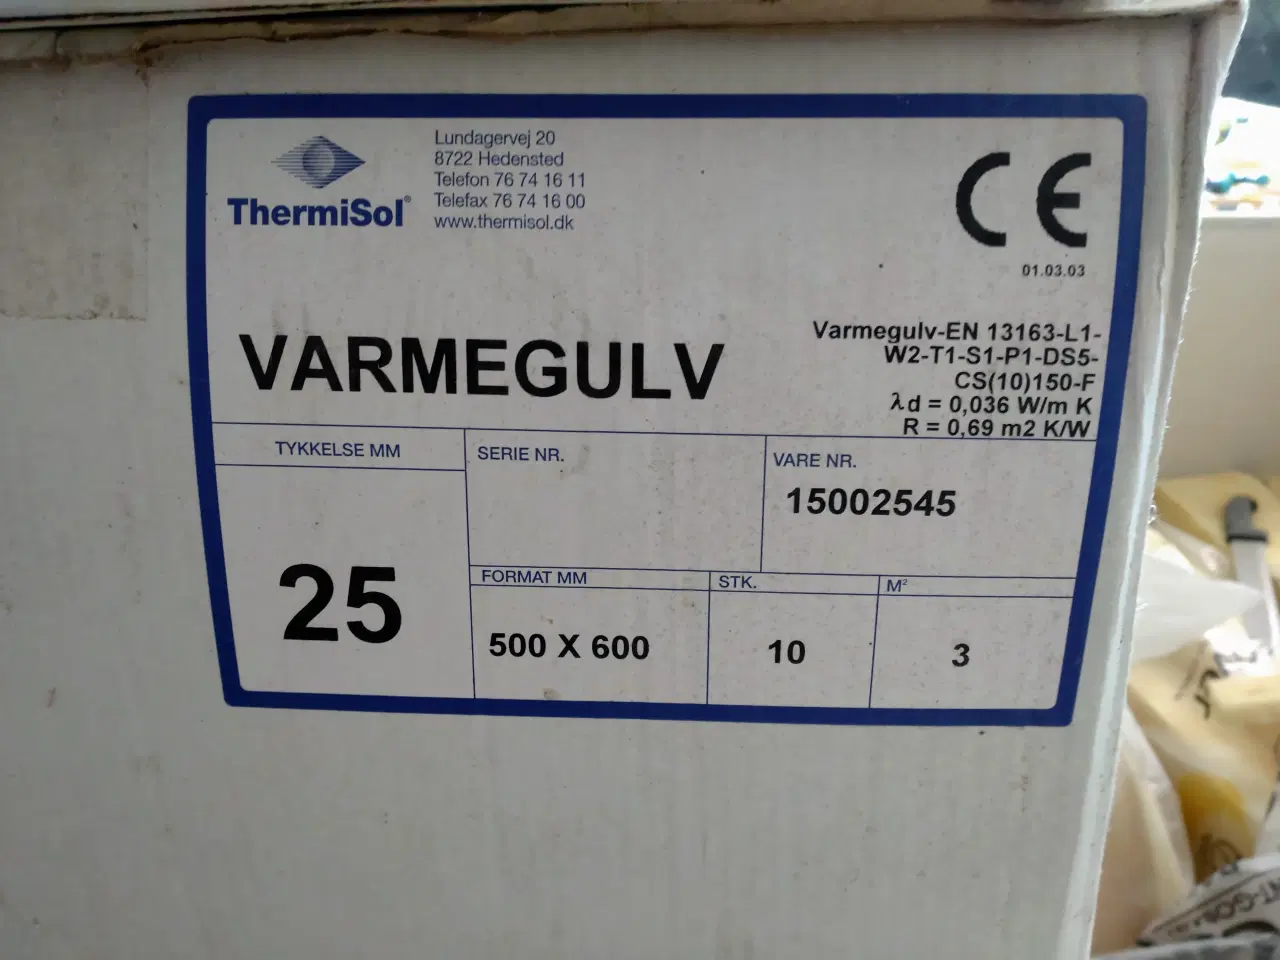 ThermiSol®
Lundagervej 20
8722 Hedensted
Telefon 76 74 16 11
Telefax 76 74 16 00
www.thermisol.dk
CE
01.03.03
VARMEGULV
Varmegulv-EN 13163-L1-
W2-T1-S1-P1-DS5-
CS(10)150-F
λd = 0,036 W/m K
R = 0,69 m2 K/W
TYKKELSE MM
25
SERIE NR.
VARE NR.
15002545
FORMAT MM
500 X 600
STK.
10
M²
3